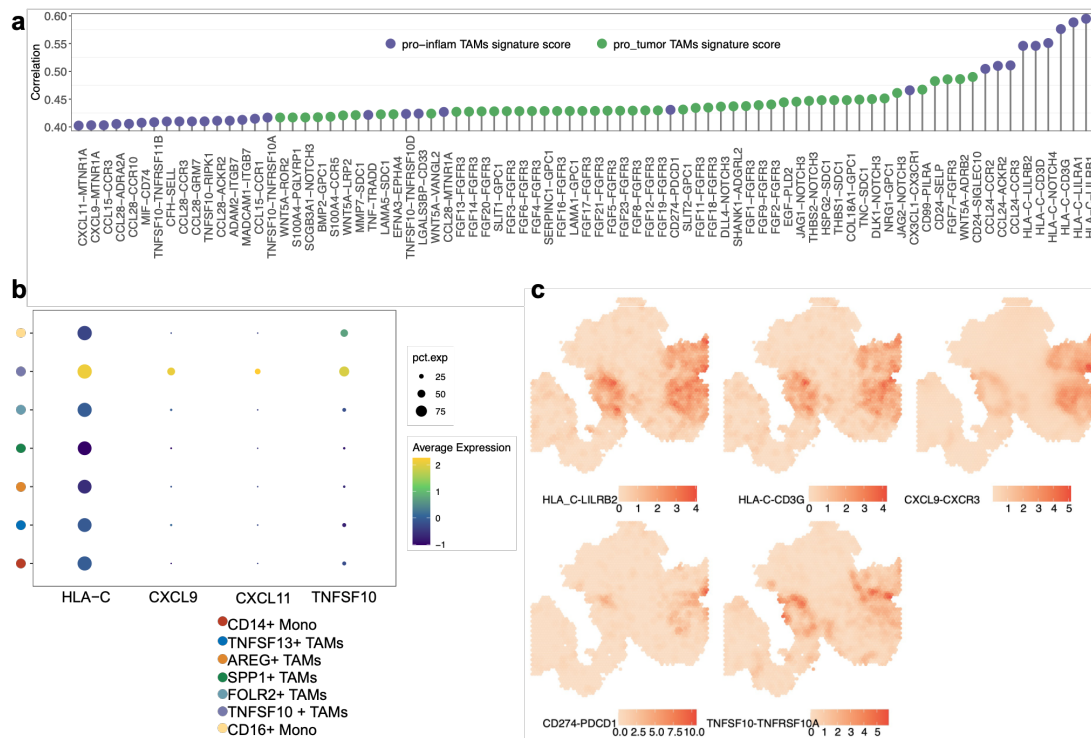 a
0.60
0.55
0.50
0.45
0.40
Correlation
pro-inflam TAMs signature score
pro_tumor TAMs signature score
CXCL11-MTNR1A
CXCL9-MTNR1A
CCL15-CCR3
CCL28-ADRA2A
CCL28-CCR10
MIF-CD74
TNFSF10-TNFRSF11B
CFH-SELL
CCL28-CCR3
CCL28-GRM7
TNFSF10-RIPK1
CCL28-ACKR2
ADAM2-ITGB7
MADCAM1-ITGB7
CCL15-CCR1
TNFSF10-TNFRSF10A
WNT5A-ROR2
S100A4-PGLYRP1
SCGB3A1-NOTCH3
BMP2-GPC1
S100A4-CCR5
WNT5A-LRP2
MMP7-SDC1
TNF-TRADD
LAMA5-SDC1
EFNA3-EPHA4
TNFSF10-TNFRSF10D
LGALS3BP-CD33
WNT5A-VANGL2
CCL28-MTNR1A
FGF13-FGFR3
FGF14-FGFR3
FGF20-FGFR3
SLIT1-GPC1
FGF3-FGFR3
FGF6-FGFR3
FGF4-FGFR3
SERPINC1-GPC1
FGF16-FGFR3
LAMA1-GPC1
FGF17-FGFR3
FGF21-FGFR3
FGF5-FGFR3
FGF23-FGFR3
FGF8-FGFR3
FGF12-FGFR3
FGF19-FGFR3
CD274-PDCD1
SLIT2-GPC1
FGF11-FGFR3
DLL4-NOTCH3
SHANK1-ADGRL2
FGF1-FGFR3
FGF9-FGFR3
FGF2-FGFR3
EGF-PLD2
JAG1-NOTCH3
THBS2-NOTCH3
HSPG2-SDC1
THBS1-SDC1
COL18A1-GPC1
TNC-SDC1
DLK1-NOTCH3
NRG1-GPC1
JAG2-NOTCH3
CX3CL1-CX3CR1
CD99-PILRA
CD24-SELP
FGF7-FGFR3
WNT5A-ADRB2
CD24-SIGLEC10
CCL24-CCR2
CCL24-ACKR2
CCL24-CCR3
HLA-C-LILRB2
HLA-C-CD3D
HLA-C-NOTCH4
HLA-C-CD3G
HLA-C-LILRA1
HLA-C-LILRB1
b
HLA-C
CXCL9
CXCL11
TNFSF10
pct.exp
25
50
75
Average Expression
2
1
0
−1
CD14+ Mono
TNFSF13+ TAMs
AREG+ TAMs
SPP1+ TAMs
FOLR2+ TAMs
TNFSF10 + TAMs
CD16+ Mono
c
HLA_C-LILRB2
0 1 2 3 4
HLA-C-CD3G
0 1 2 3 4
CXCL9-CXCR3
1 2 3 4 5
CD274-PDCD1
0.0 2.5 5.0 7.5 10.0
TNFSF10-TNFRSF10A
0 1 2 3 4 5